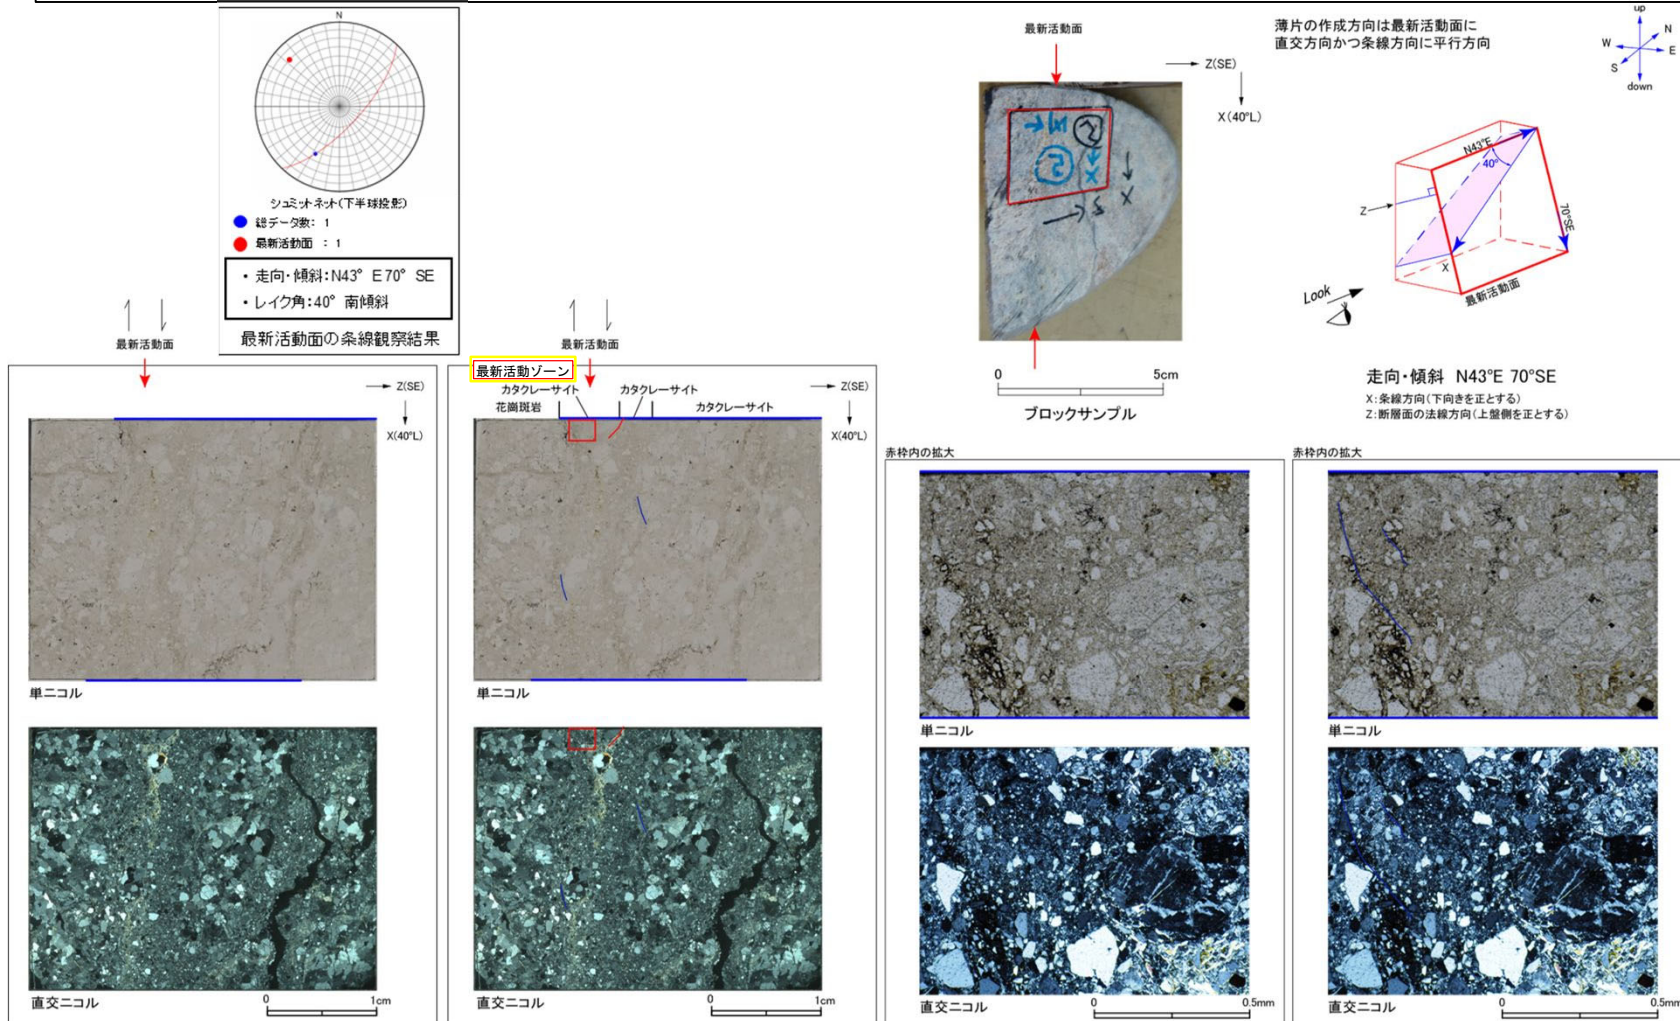 N
シュミットネット(下半球投影)
総データ数: 1
最新活動面 : 1
・走向・傾斜:N43° E70° SE
・レイク角:40° 南傾斜
最新活動面の条線観察結果
最新活動面
Z(SE)
X(40°L)
単ニコル
直交ニコル
0 1cm
最新活動面
最新活動ゾーン
カタクレーサイト
カタクレーサイト
花崗斑岩
カタクレーサイト
Z(SE)
X(40°L)
単ニコル
直交ニコル
0 1cm
最新活動面
Z(SE)
X(40°L)
X
0 5cm
ブロックサンプル
薄片の作成方向は最新活動面に
直交方向かつ条線方向に平行方向
up
N
W
E
S
down
N43°E
40°
Z
70°SE
X
最新活動面
Look
走向・傾斜 N43°E 70°SE
X:条線方向(下向きを正とする)
Z:断層面の法線方向(上盤側を正とする)
赤枠内の拡大
単ニコル
直交ニコル
0 0.5mm
赤枠内の拡大
単ニコル
直交ニコル
0 0.5mm